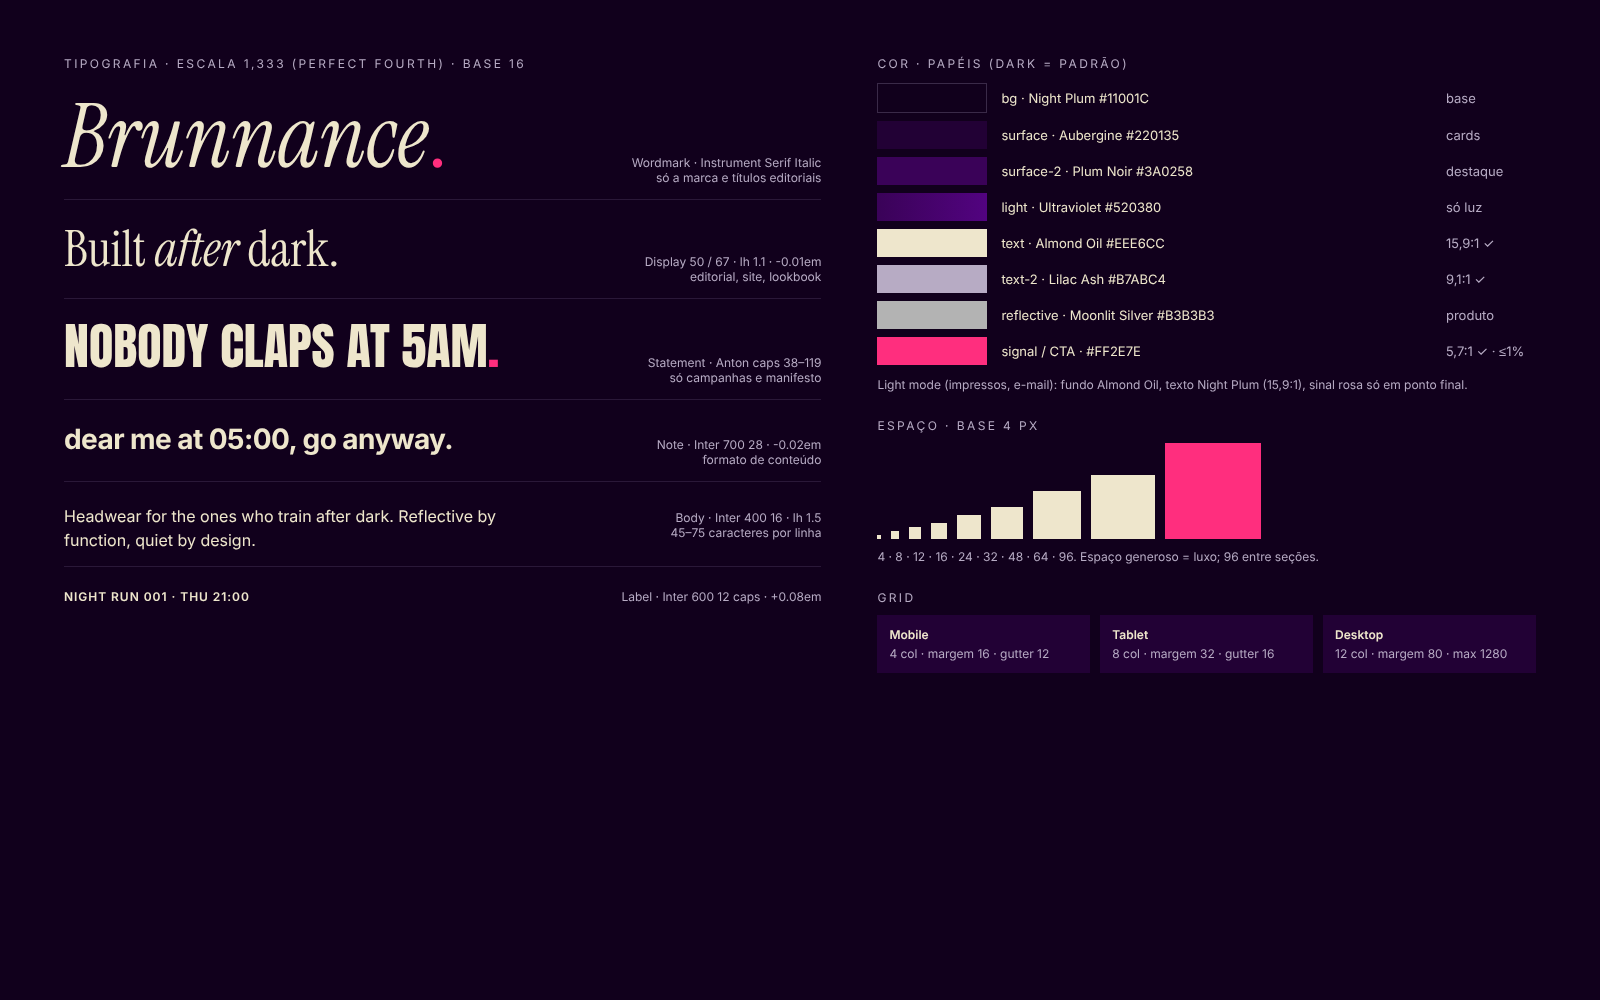 TIPOGRAFIA · ESCALA 1,333 (PERFECT FOURTH) · BASE 16
Brunnance.
Wordmark · Instrument Serif Italic
só a marca e títulos editoriais
Built after dark.
Display 50 / 67 · lh 1.1 · -0.01em
editorial, site, lookbook
NOBODY CLAPS AT 5AM.
Statement · Anton caps 38–119
só campanhas e manifesto
dear me at 05:00, go anyway.
Note · Inter 700 28 · -0.02em
formato de conteúdo
Headwear for the ones who train after dark. Reflective by
function, quiet by design.
Body · Inter 400 16 · lh 1.5
45–75 caracteres por linha
NIGHT RUN 001 · THU 21:00
Label · Inter 600 12 caps · +0.08em
COR · PAPÉIS (DARK = PADRÃO)
bg · Night Plum #11001C
base
surface · Aubergine #220135
cards
surface-2 · Plum Noir #3A0258
destaque
light · Ultraviolet #520380
só luz
text · Almond Oil #EEE6CC
15,9:1 ✓
text-2 · Lilac Ash #B7ABC4
9,1:1 ✓
reflective · Moonlit Silver #B3B3B3
produto
signal / CTA · #FF2E7E
5,7:1 ✓ · ≤1%
Light mode (impressos, e-mail): fundo Almond Oil, texto Night Plum (15,9:1), sinal rosa só em ponto final.
ESPAÇO · BASE 4 PX
4 · 8 · 12 · 16 · 24 · 32 · 48 · 64 · 96. Espaço generoso = luxo; 96 entre seções.
GRID
Mobile
4 col · margem 16 · gutter 12
Tablet
8 col · margem 32 · gutter 16
Desktop
12 col · margem 80 · max 1280